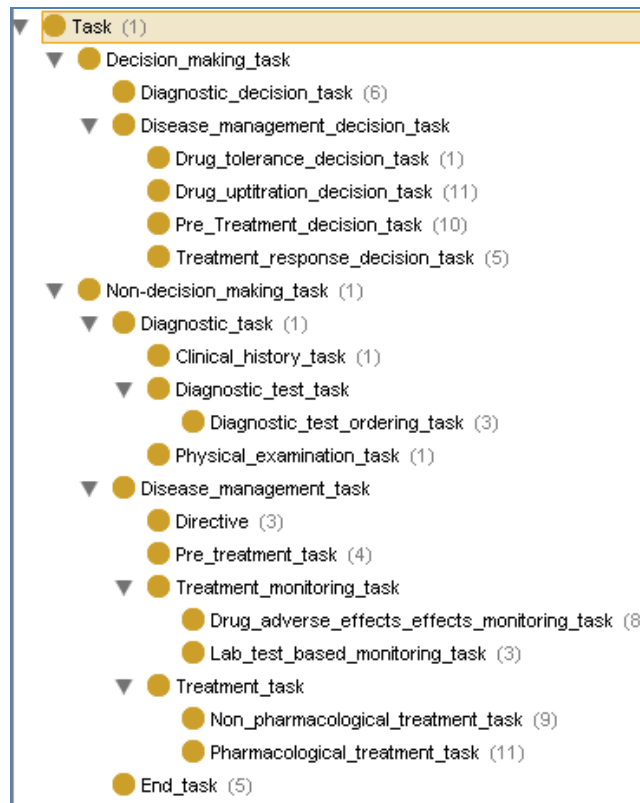 Task (1)
Decision_making_task
Diagnostic_decision_task (6)
Disease_management_decision_task
Drug_tolerance_decision_task (1)
Drug_uptitration_decision_task (11)
Pre_Treatment_decision_task (10)
Treatment_response_decision_task (5)
Non-decision_making_task (1)
Diagnostic_task (1)
Clinical_history_task (1)
Diagnostic_test_task
Diagnostic_test_ordering_task (3)
Physical_examination_task (1)
Disease_management_task
Directive (3)
Pre_treatment_task (4)
Treatment_monitoring_task
Drug_adverse_effects_effects_monitoring_task (8
Lab_test_based_monitoring_task (3)
Treatment_task
Non_pharmacological_treatment_task (9)
Pharmacological_treatment_task (11)
End_task (5)